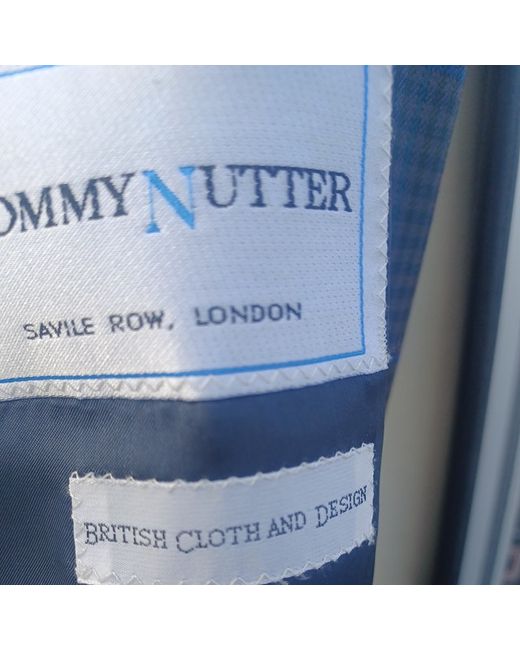 OMMY NUTTER
SAVILE ROW, LONDON
BRITISH CLOTH AND DESIGN